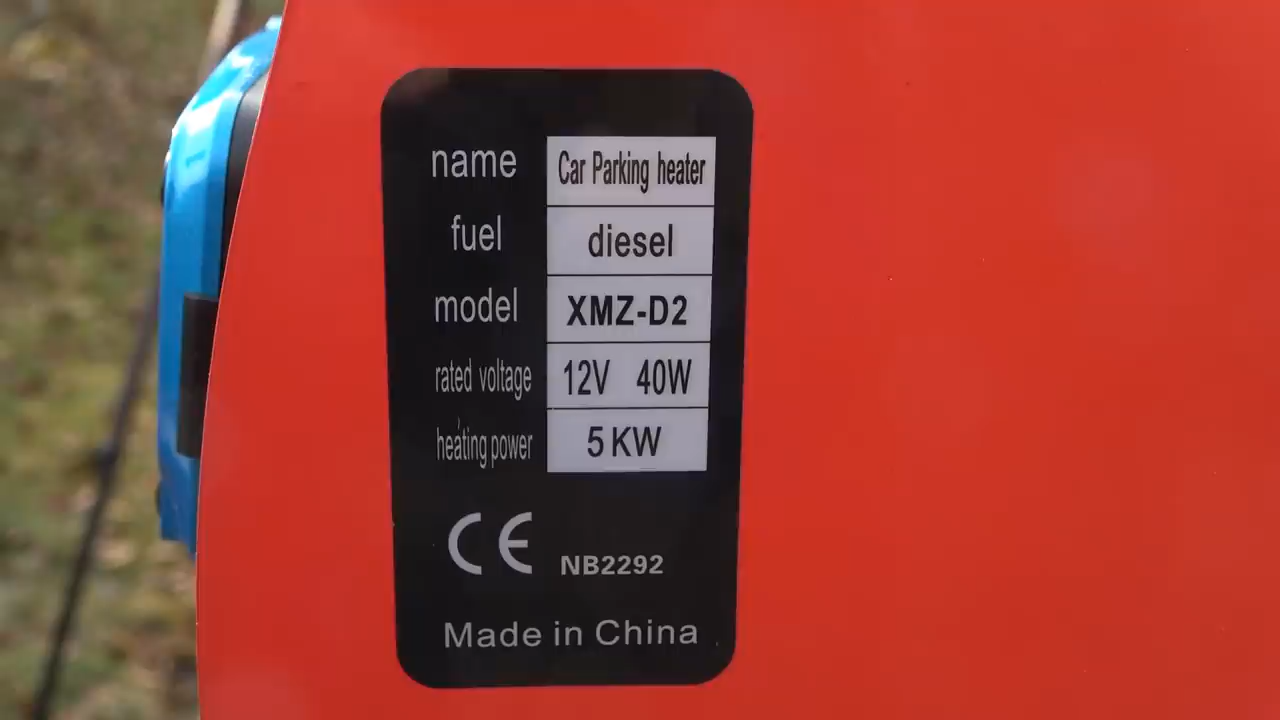 name Car Parking heater
fuel diesel
model XMZ-D2
rated voltage 12V 40W
heating power 5 KW
CE NB2292
Made in China